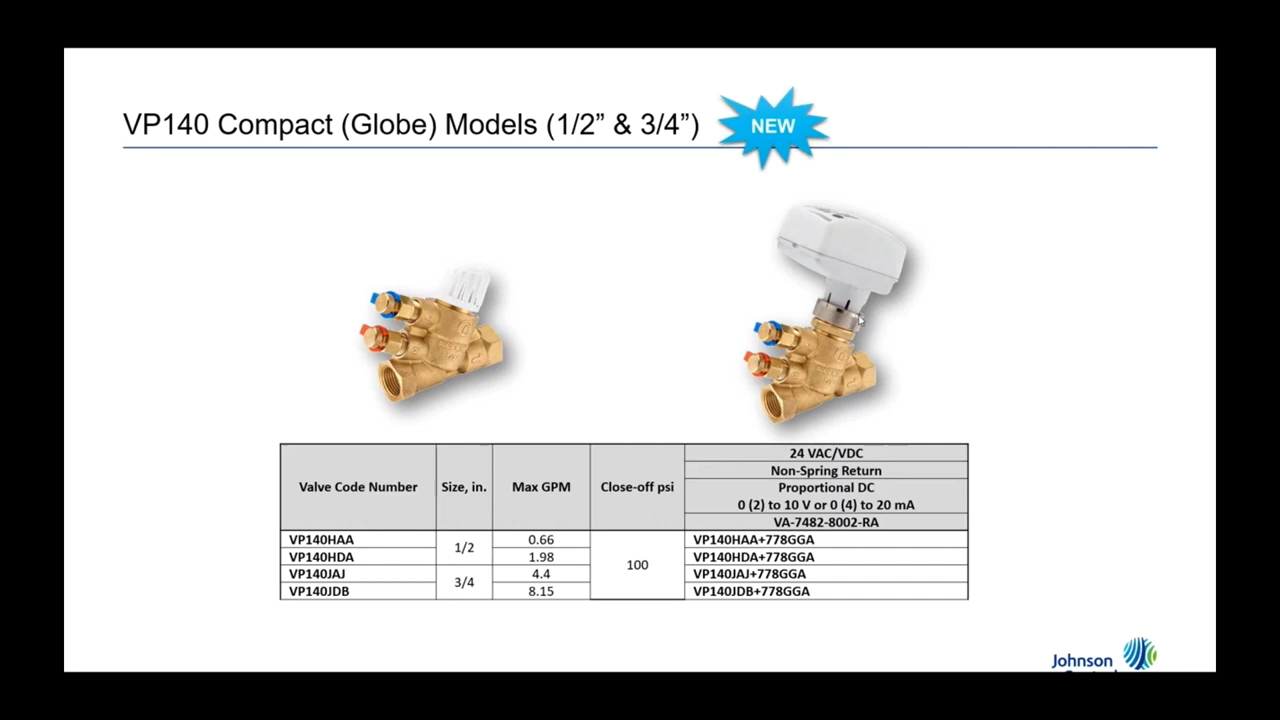 VP140 Compact (Globe) Models (1/2” & 3/4”)
NEW
Valve Code Number
Size, in.
Max GPM
Close-off psi
24 VAC/VDC
Non-Spring Return
Proportional DC
0 (2) to 10 V or 0 (4) to 20 mA
VA-7482-8002-RA
VP140HAA 1/2 0.66 100 VP140HAA+778GGA
VP140HDA 1.98 VP140HDA+778GGA
VP140JAJ 3/4 4.4 VP140JAJ+778GGA
VP140JDB 8.15 VP140JDB+778GGA
Johnson